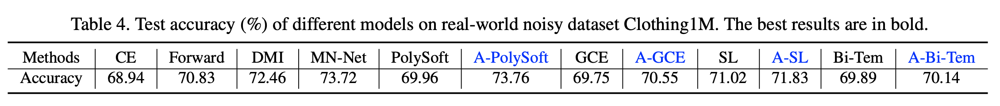 Table 4. Test accuracy (%) of different models on real-world noisy dataset Clothing1M. The best results are in bold.
Methods CE Forward DMI MN-Net PolySoft A-PolySoft GCE A-GCE SL A-SL Bi-Tem A-Bi-Tem
Accuracy 68.94 70.83 72.46 73.72 69.96 73.76 69.75 70.55 71.02 71.83 69.89 70.14